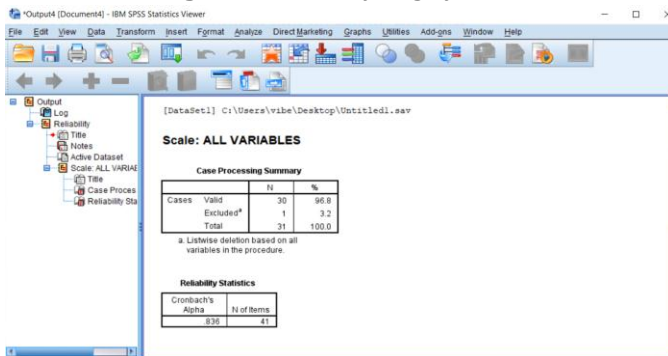 *Output4 [Document4] - IBM SPSS Statistics Viewer
File Edit View Data Transform Insert Format Analyze Direct Marketing Graphs Utilities Add-ons Window Help
Output
Log
Reliability
Title
Notes
Active Dataset
Scale: ALL VARIAE
Title
Case Proces
Reliability Sta
[DataSet1] C:\Users\vibe\Desktop\Untitled1.sav
Scale: ALL VARIABLES
Case Processing Summary
N %
Cases Valid 30 96.8
Excludedᵃ 1 3.2
Total 31 100.0
a. Listwise deletion based on all
variables in the procedure.
Reliability Statistics
Cronbach's
Alpha N of Items
.836 41